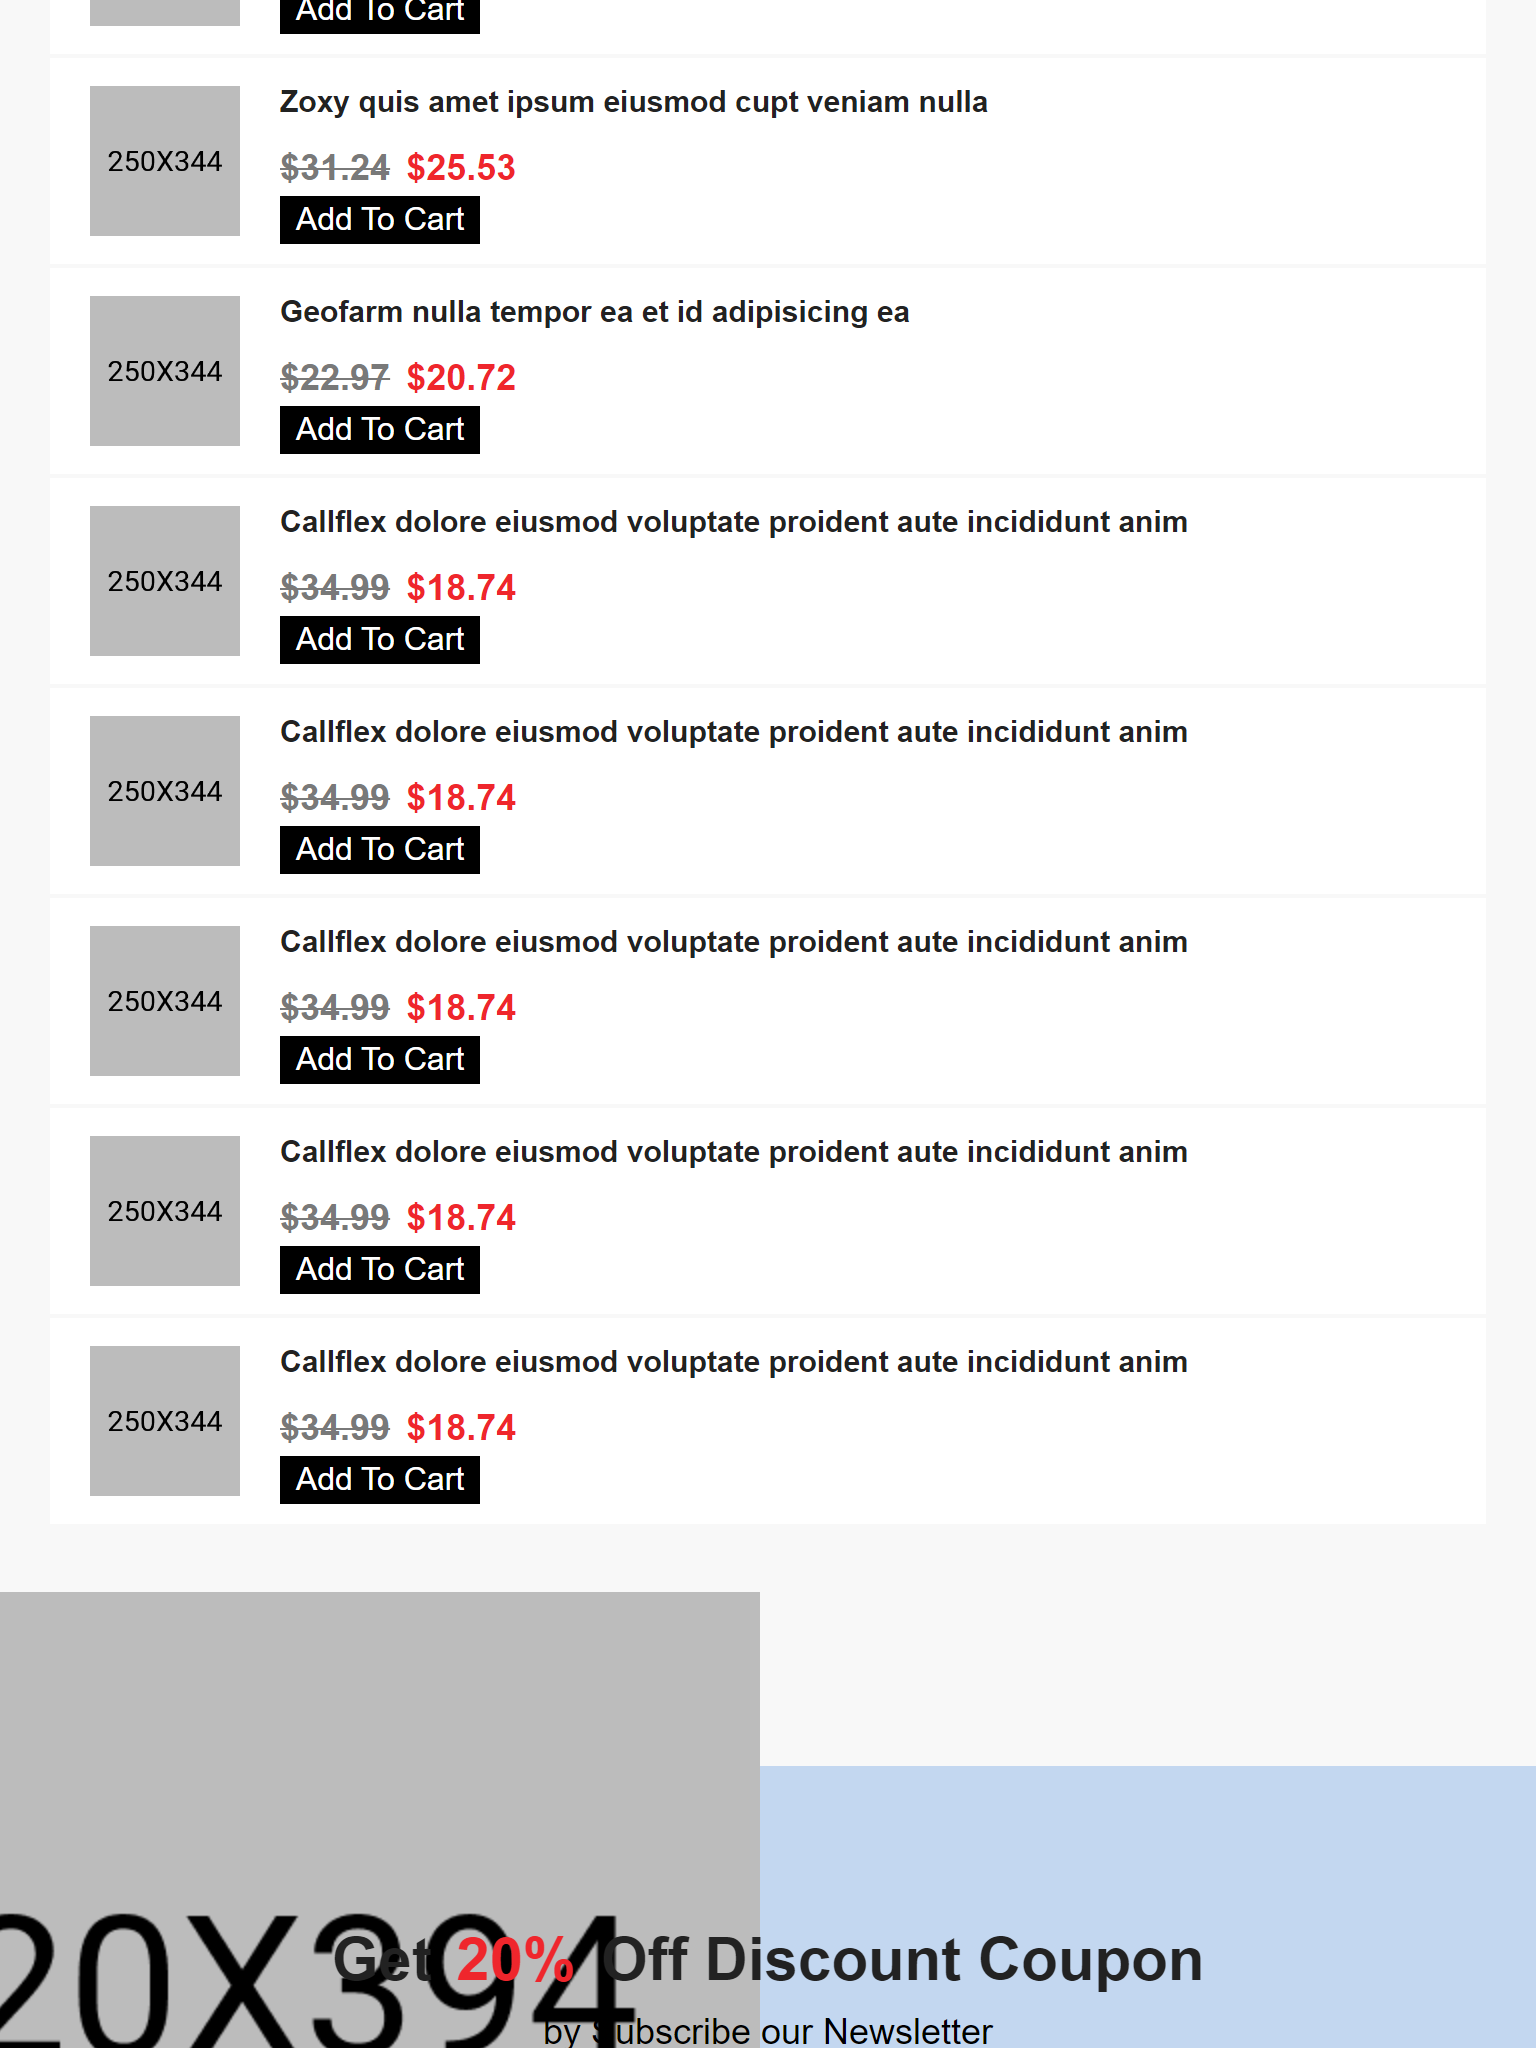 Add To Cart
Zoxy quis amet ipsum eiusmod cupt veniam nulla
250X344
$31.24 $25.53
Add To Cart
Geofarm nulla tempor ea et id adipisicing ea
250X344
$22.97 $20.72
Add To Cart
Callflex dolore eiusmod voluptate proident aute incididunt anim
250X344
$34.99 $18.74
Add To Cart
Callflex dolore eiusmod voluptate proident aute incididunt anim
250X344
$34.99 $18.74
Add To Cart
Callflex dolore eiusmod voluptate proident aute incididunt anim
250X344
$34.99 $18.74
Add To Cart
Callflex dolore eiusmod voluptate proident aute incididunt anim
250X344
$34.99 $18.74
Add To Cart
Callflex dolore eiusmod voluptate proident aute incididunt anim
250X344
$34.99 $18.74
Add To Cart
20X394
Get 20% Off Discount Coupon
by Subscribe our Newsletter